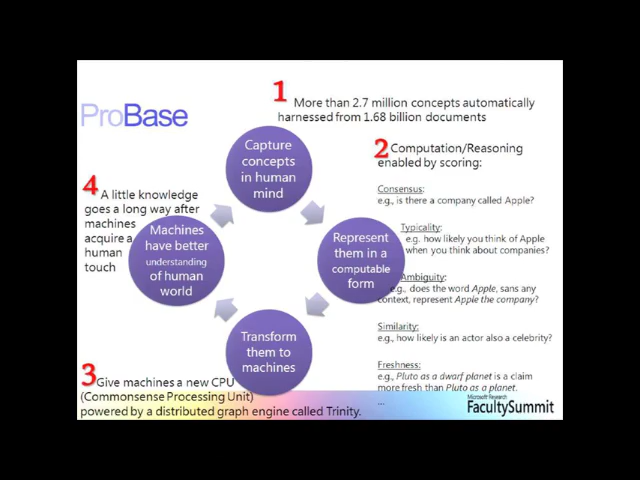 ProBase
1 More than 2.7 million concepts automatically
harnessed from 1.68 billion documents
Capture
concepts
in human
mind
2 Computation/Reasoning
enabled by scoring:
Consensus:
e.g., is there a company called Apple?
Typicality:
e.g. how likely you think of Apple
when you think about companies?
Ambiguity:
e.g., does the word Apple, sans any
context, represent Apple the company?
Similarity:
e.g., how likely is an actor also a celebrity?
Freshness:
e.g., Pluto as a dwarf planet is a claim
more fresh than Pluto as a planet.
...
Represent
them in a
computable
form
Transform
them to
machines
3 Give machines a new CPU
(Commonsense Processing Unit)
powered by a distributed graph engine called Trinity.
4 A little knowledge
goes a long way after
machines
acquire a
human
touch
Machines
have better
understanding
of human
world
Microsoft Research
FacultySummit